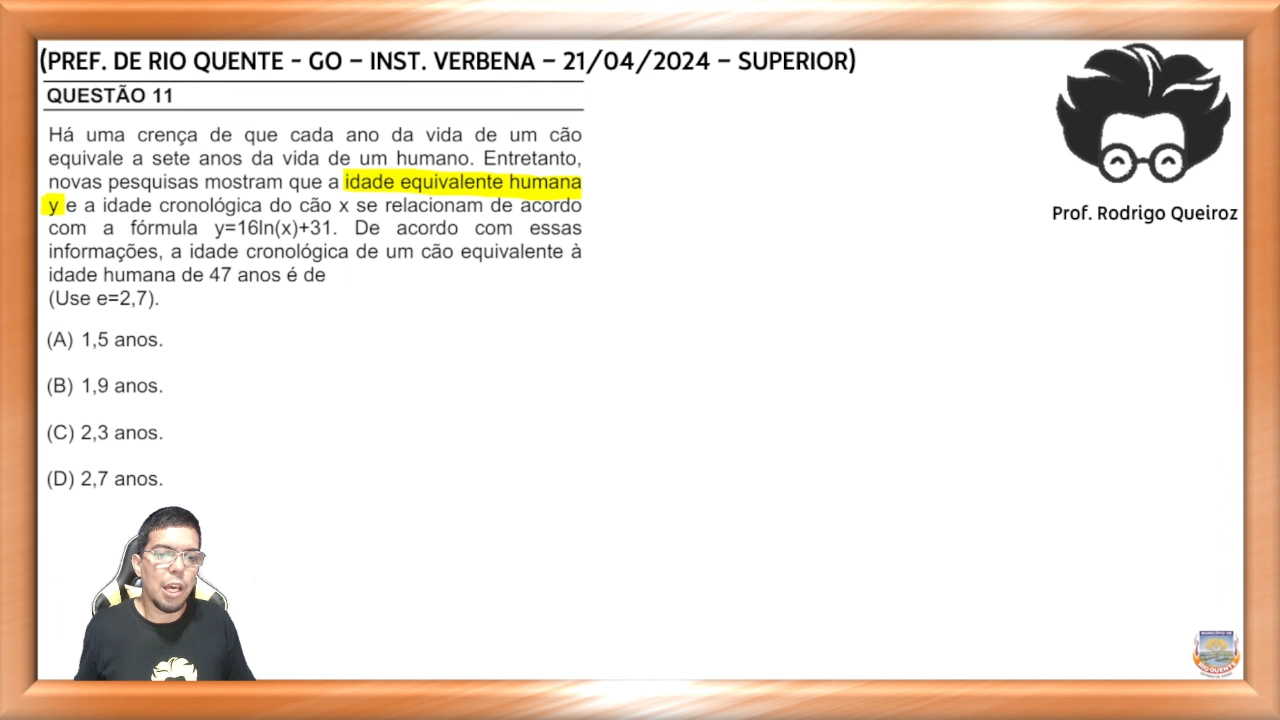 (PREF. DE RIO QUENTE - GO – INST. VERBENA – 21/04/2024 – SUPERIOR)
QUESTÃO 11
Há uma crença de que cada ano da vida de um cão
equivale a sete anos da vida de um humano. Entretanto,
novas pesquisas mostram que a idade equivalente humana
y e a idade cronológica do cão x se relacionam de acordo
com a fórmula y=16ln(x)+31. De acordo com essas
informações, a idade cronológica de um cão equivalente à
idade humana de 47 anos é de
(Use e=2,7).
(A) 1,5 anos.
(B) 1,9 anos.
(C) 2,3 anos.
(D) 2,7 anos.
Prof. Rodrigo Queiroz
MUNICÍPIO DE
RIO QUENTE